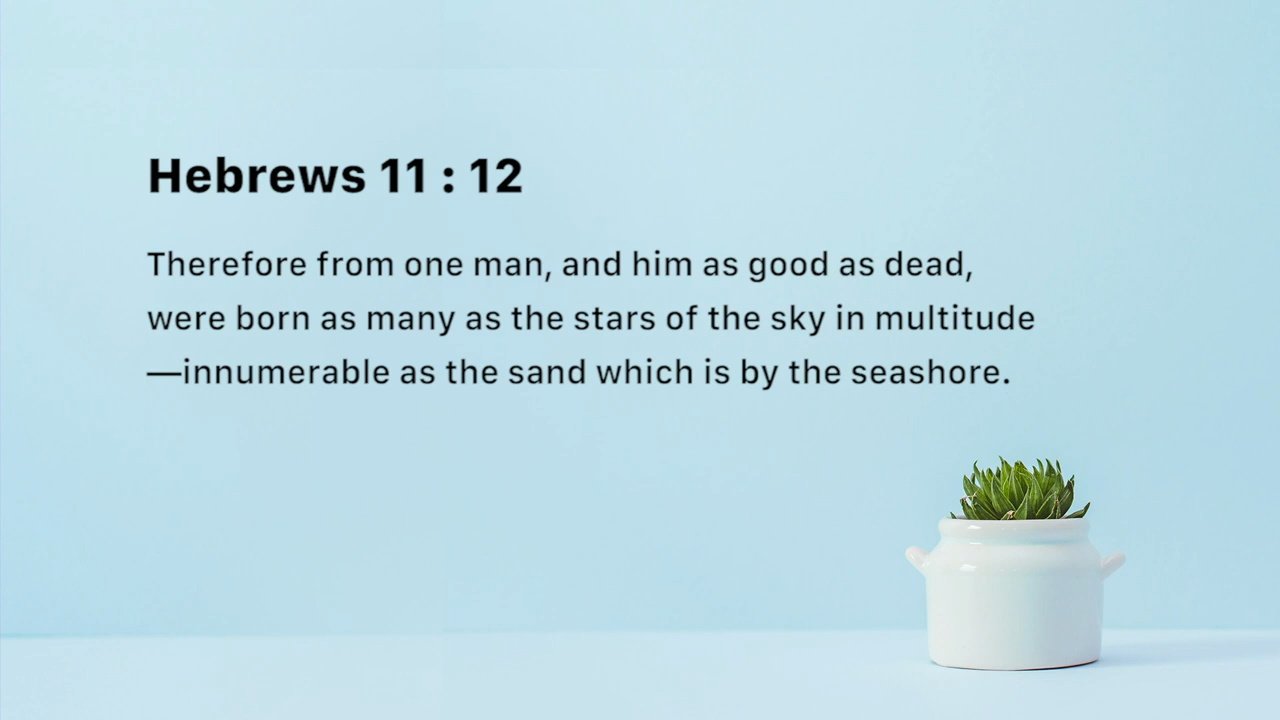 Hebrews 11 : 12
Therefore from one man, and him as good as dead,
were born as many as the stars of the sky in multitude
—innumerable as the sand which is by the seashore.